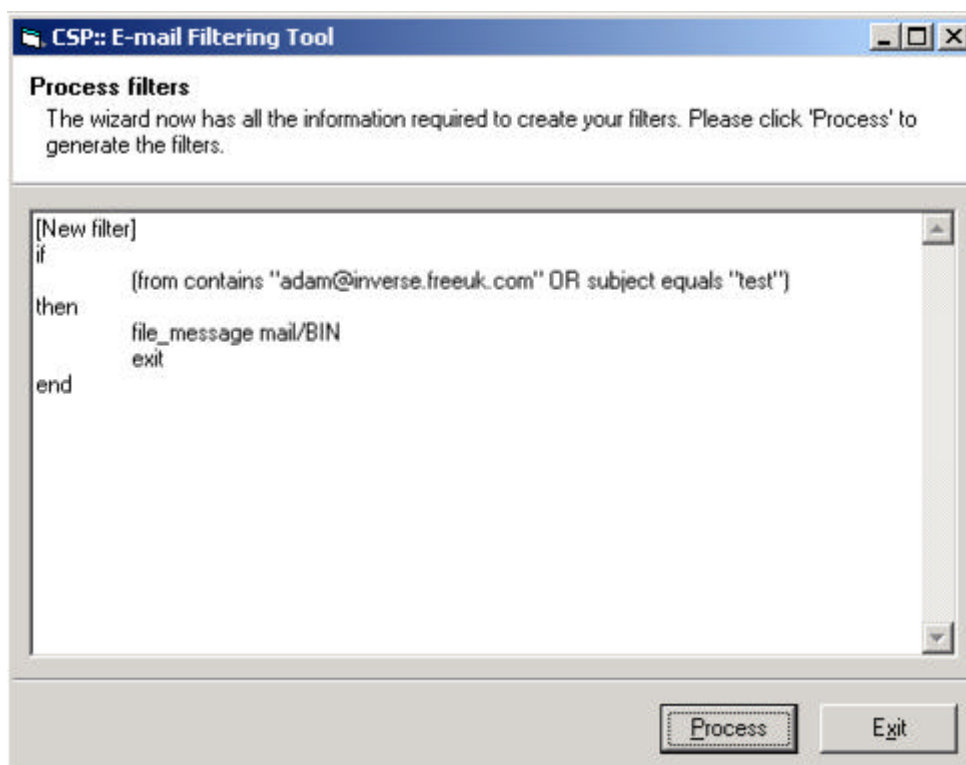 CSP:: E-mail Filtering Tool
Process filters
The wizard now has all the information required to create your filters. Please click 'Process' to
generate the filters.
[New filter]
if
(from contains "adam@inverse.freeuk.com" OR subject equals "test")
then
file_message mail/BIN
exit
end
Process
Exit